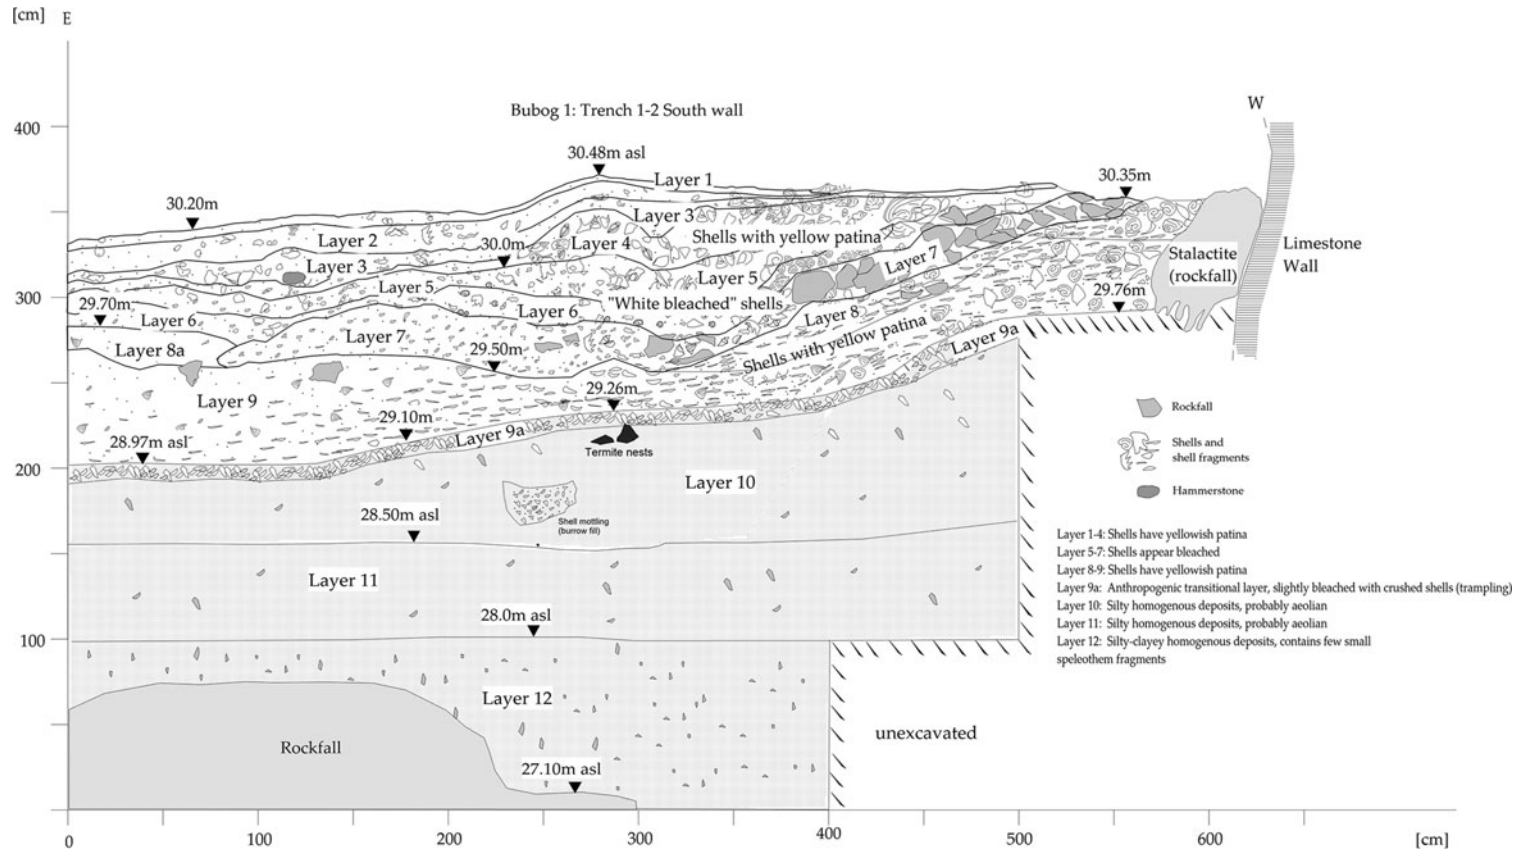 [cm] E
Bubog 1: Trench 1-2 South wall
W
400
30.48m asl
30.35m
30.20m
Layer 1
Layer 3
Layer 2
30.0m
Layer 4
Shells with yellow patina
Limestone
Wall
Stalactite
(rockfall)
Layer 3
Layer 5
Layer 7
300
29.70m
Layer 5
"White bleached" shells
29.76m
Layer 6
Layer 6
Layer 8
Layer 7
Layer 8a
29.50m
Shells with yellow patina
Layer 9a
29.26m
Layer 9
29.10m
Rockfall
28.97m asl
Layer 9a
Termite nests
Shells and
shell fragments
200
Layer 10
Hammerstone
28.50m asl
Shell mottling
(burrow fill)
Layer 1-4: Shells have yellowish patina
Layer 5-7: Shells appear bleached
Layer 8-9: Shells have yellowish patina
Layer 9a: Anthropogenic transitional layer, slightly bleached with crushed shells (trampling)
Layer 10: Silty homogenous deposits, probably aeolian
Layer 11: Silty homogenous deposits, probably aeolian
Layer 12: Silty-clayey homogenous deposits, contains few small
speleothem fragments
Layer 11
28.0m asl
100
Layer 12
Rockfall
unexcavated
27.10m asl
0 100 200 300 400 500 600 [cm]